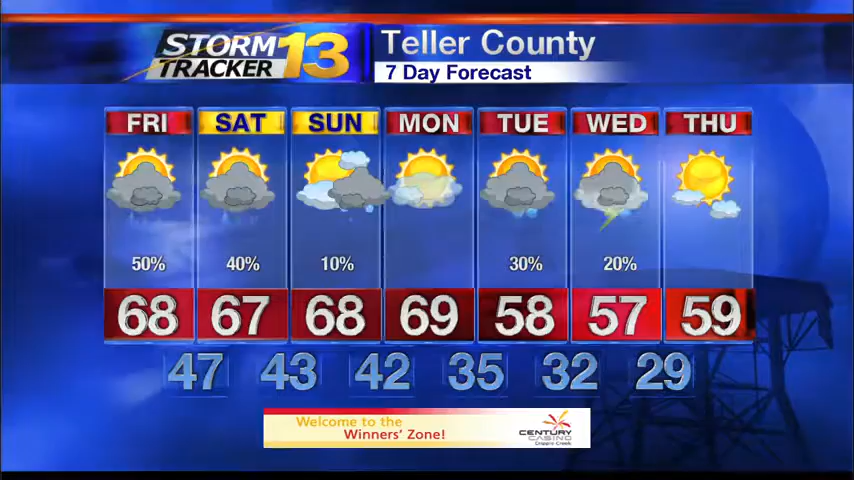 STORM
TRACKER 13
Teller County
7 Day Forecast
FRI SAT SUN MON TUE WED THU
50% 40% 10% 30% 20%
68 67 68 69 58 57 59
47 43 42 35 32 29
Welcome to the
Winners' Zone!
CENTURY
CASINO
Cripple Creek